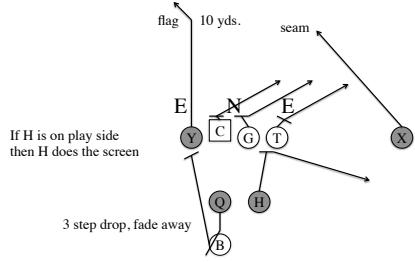 flag 10 yds.
seam
E N E
Y C G T X
If H is on play side
then H does the screen
Q H
3 step drop, fade away
B